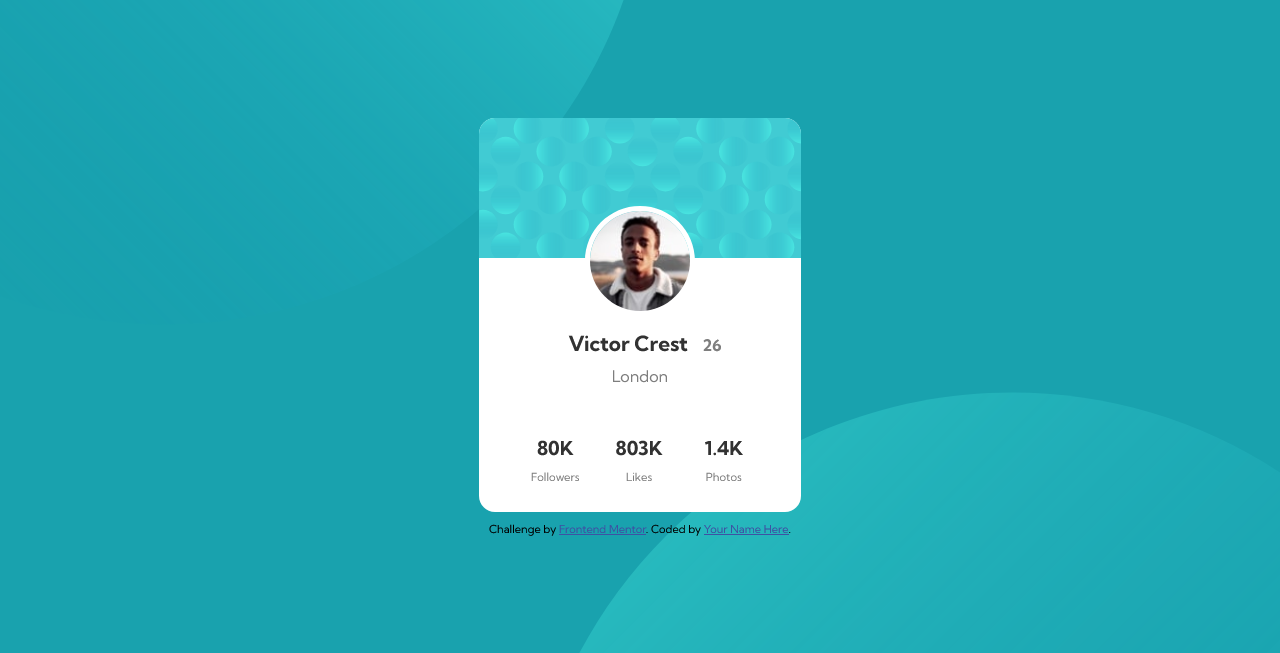 Victor Crest 26
London
80K 803K 1.4K
Followers Likes Photos
Challenge by Frontend Mentor. Coded by Your Name Here.